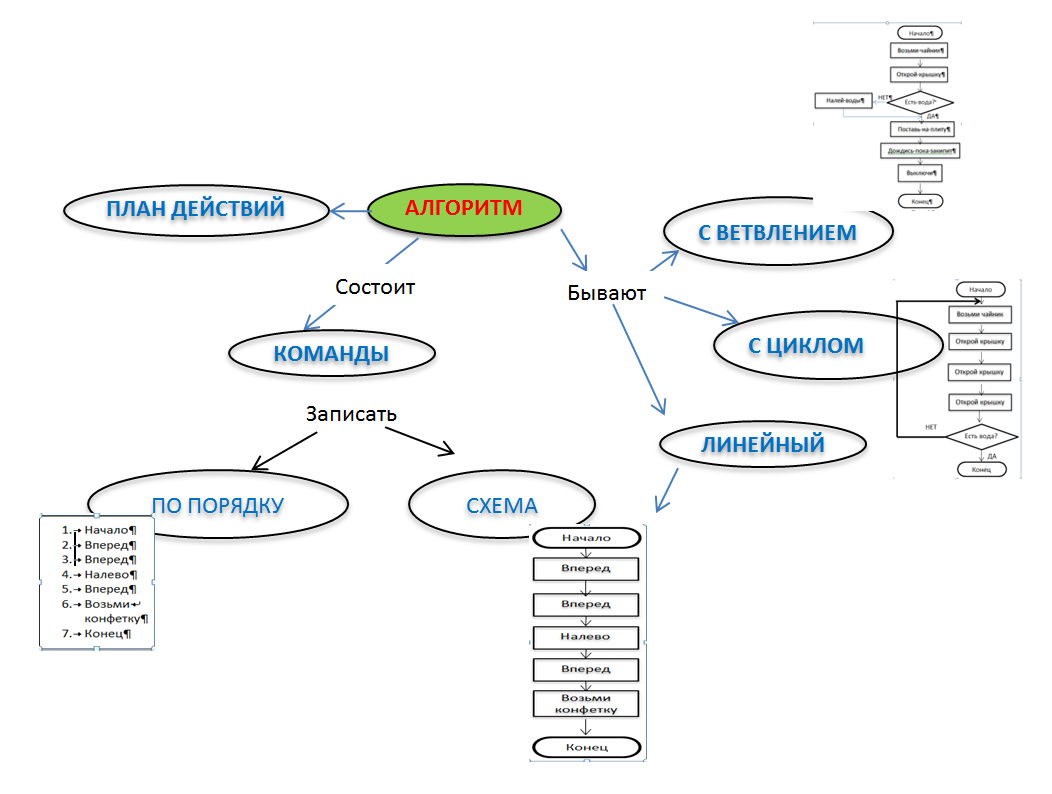 Начало¶
Возьми·чайник¶
Открой·крышку¶
Есть·вода?¶
НЕТ¶
Налей·воды¶
ДА¶
Поставь·на·плиту¶
Дождись·пока·закипит
Выключи¶
Конец¶
АЛГОРИТМ
ПЛАН ДЕЙСТВИЙ
С ВЕТВЛЕНИЕМ
Состоит
Бывают
КОМАНДЫ
С ЦИКЛОМ
Начало
Возьми чайник
Открой крышку
Открой крышку
Открой крышку
НЕТ
Есть вода?
ДА
Конец
Записать
ЛИНЕЙНЫЙ
ПО ПОРЯДКУ
СХЕМА
1.→ Начало¶
2.→ Вперед¶
3.→ Вперед¶
4.→ Налево¶
5.→ Вперед¶
6.→ Возьми↵
конфетку¶
7.→ Конец¶
Начало
Вперед
Вперед
Налево
Вперед
Возьми
конфетку
Конец